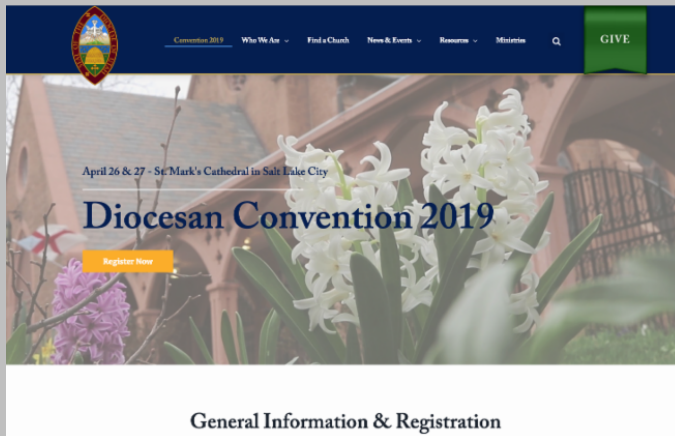 Convention 2019 Who We Are Find a Church News & Events Resources Ministries GIVE
April 26 & 27 - St. Mark's Cathedral in Salt Lake City
Diocesan Convention 2019
Register Now
General Information & Registration